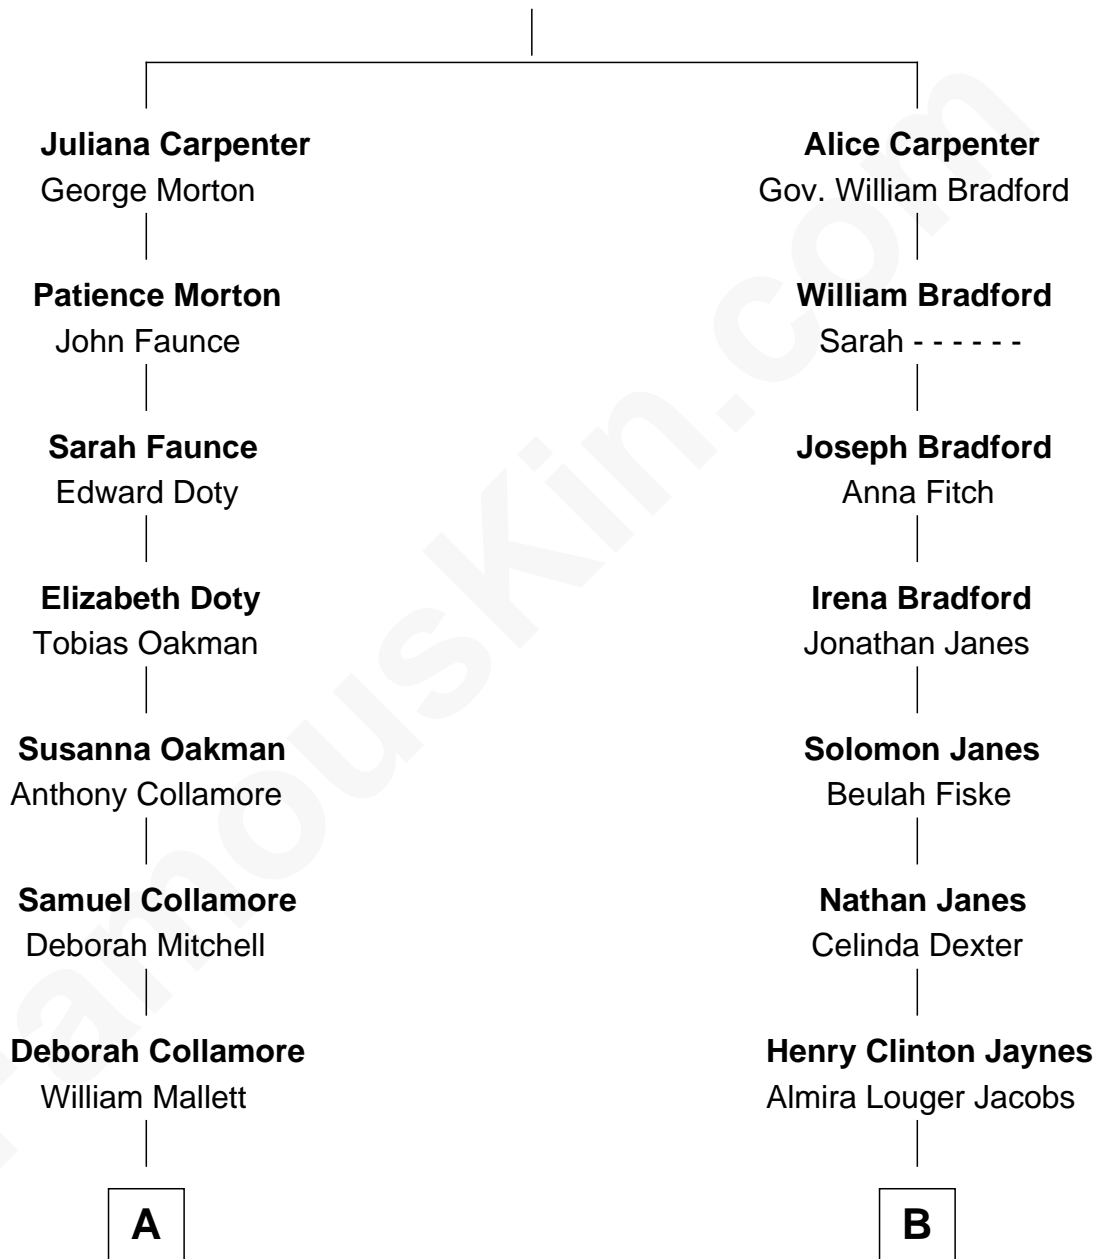 Juliana Carpenter
George Morton
Alice Carpenter
Gov. William Bradford
Patience Morton
John Faunce
William Bradford
Sarah - - - - - -
Sarah Faunce
Edward Doty
Joseph Bradford
Anna Fitch
Elizabeth Doty
Tobias Oakman
Irena Bradford
Jonathan Janes
Susanna Oakman
Anthony Collamore
Solomon Janes
Beulah Fiske
Samuel Collamore
Deborah Mitchell
Nathan Janes
Celinda Dexter
Deborah Collamore
William Mallett
Henry Clinton Jaynes
Almira Louger Jacobs
A
B
FamousKin.com